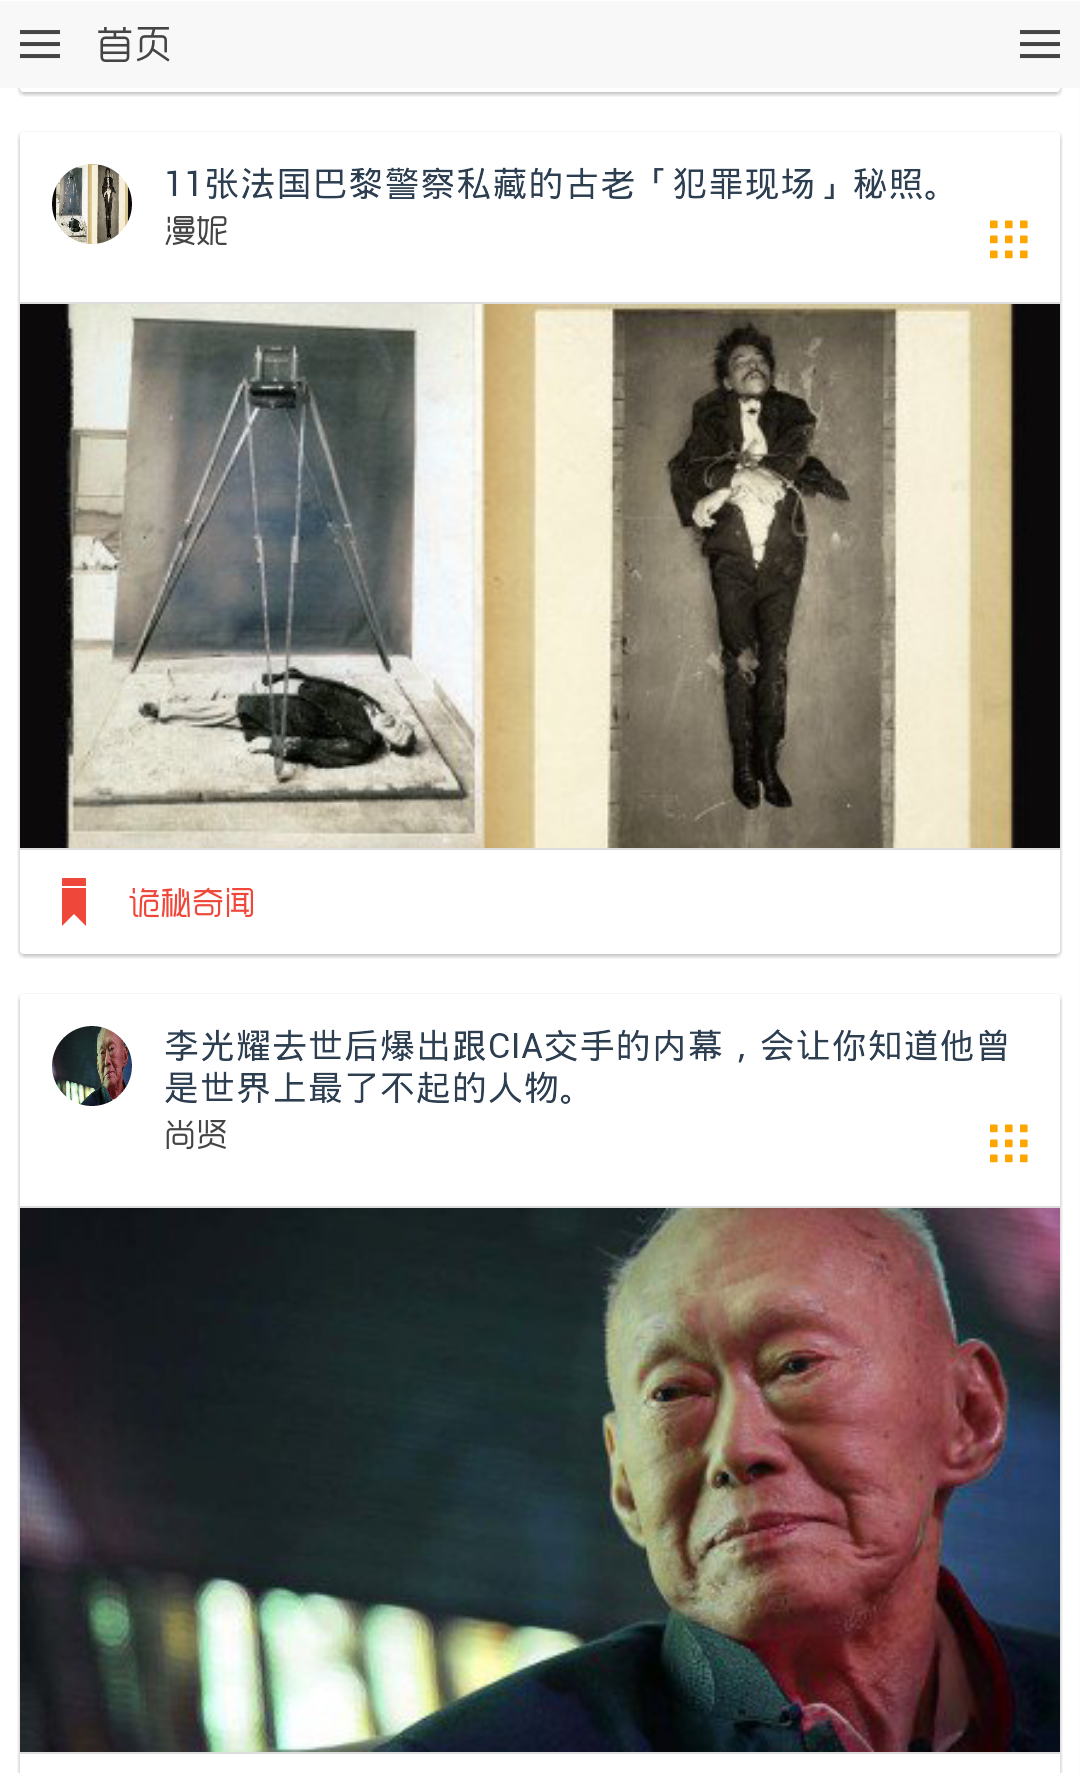 首页
11张法国巴黎警察私藏的古老「犯罪现场」秘照。
漫妮
诡秘奇闻
李光耀去世后爆出跟CIA交手的内幕，会让你知道他曾
是世界上最了不起的人物。
尚贤